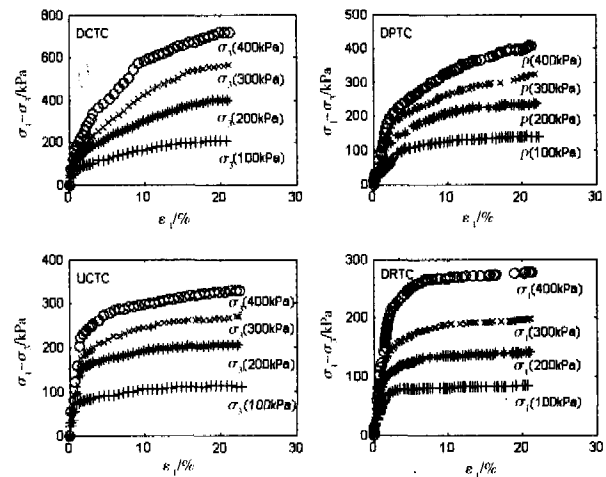 DCTC
σ₁-σ₃/kPa
800
600
400
200
0
σ₃(400kPa)
σ₃(300kPa)
σ₃(200kPa)
σ₃(100kPa)
0 10 20 30
ε₁/%
DPTC
σ₁-σ₃/kPa
500
400
300
200
100
0
p(400kPa)
p(300kPa)
p(200kPa)
p(100kPa)
0 10 20 30
ε₁/%
UCTC
σ₁-σ₃/kPa
400
300
200
100
0
σ₃(400kPa)
σ₃(300kPa)
σ₃(200kPa)
σ₃(100kPa)
0 10 20 30
ε₁/%
DRTC
σ₁-σ₃/kPa
300
200
100
0
σ₁(400kPa)
σ₁(300kPa)
σ₁(200kPa)
σ₁(100kPa)
0 10 20 30
ε₁/%